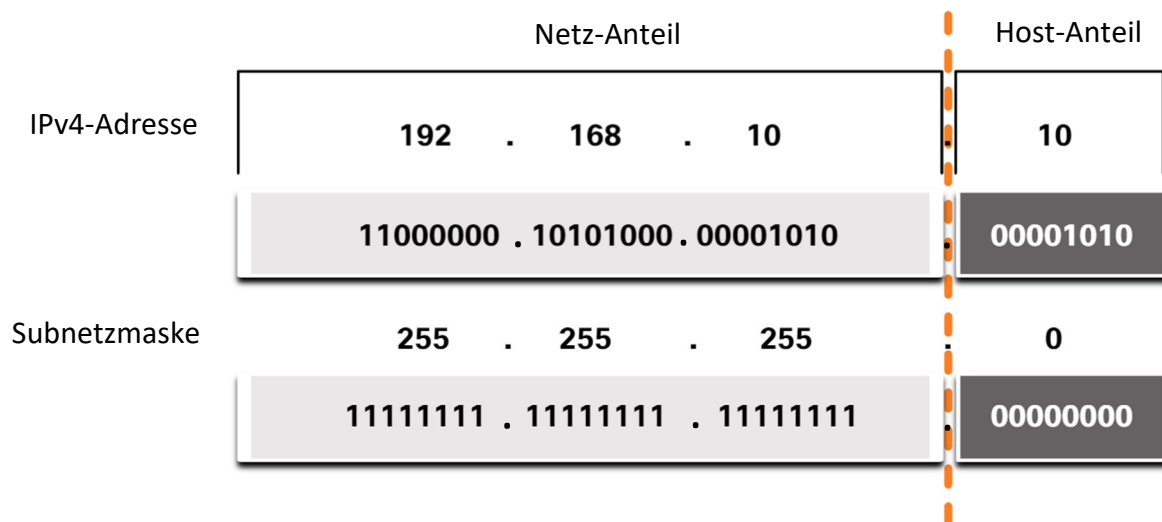 Netz-Anteil Host-Anteil
IPv4-Adresse 192 . 168 . 10 . 10
11000000 . 10101000 . 00001010 . 00001010
Subnetzmaske 255 . 255 . 255 . 0
11111111 . 11111111 . 11111111 . 00000000